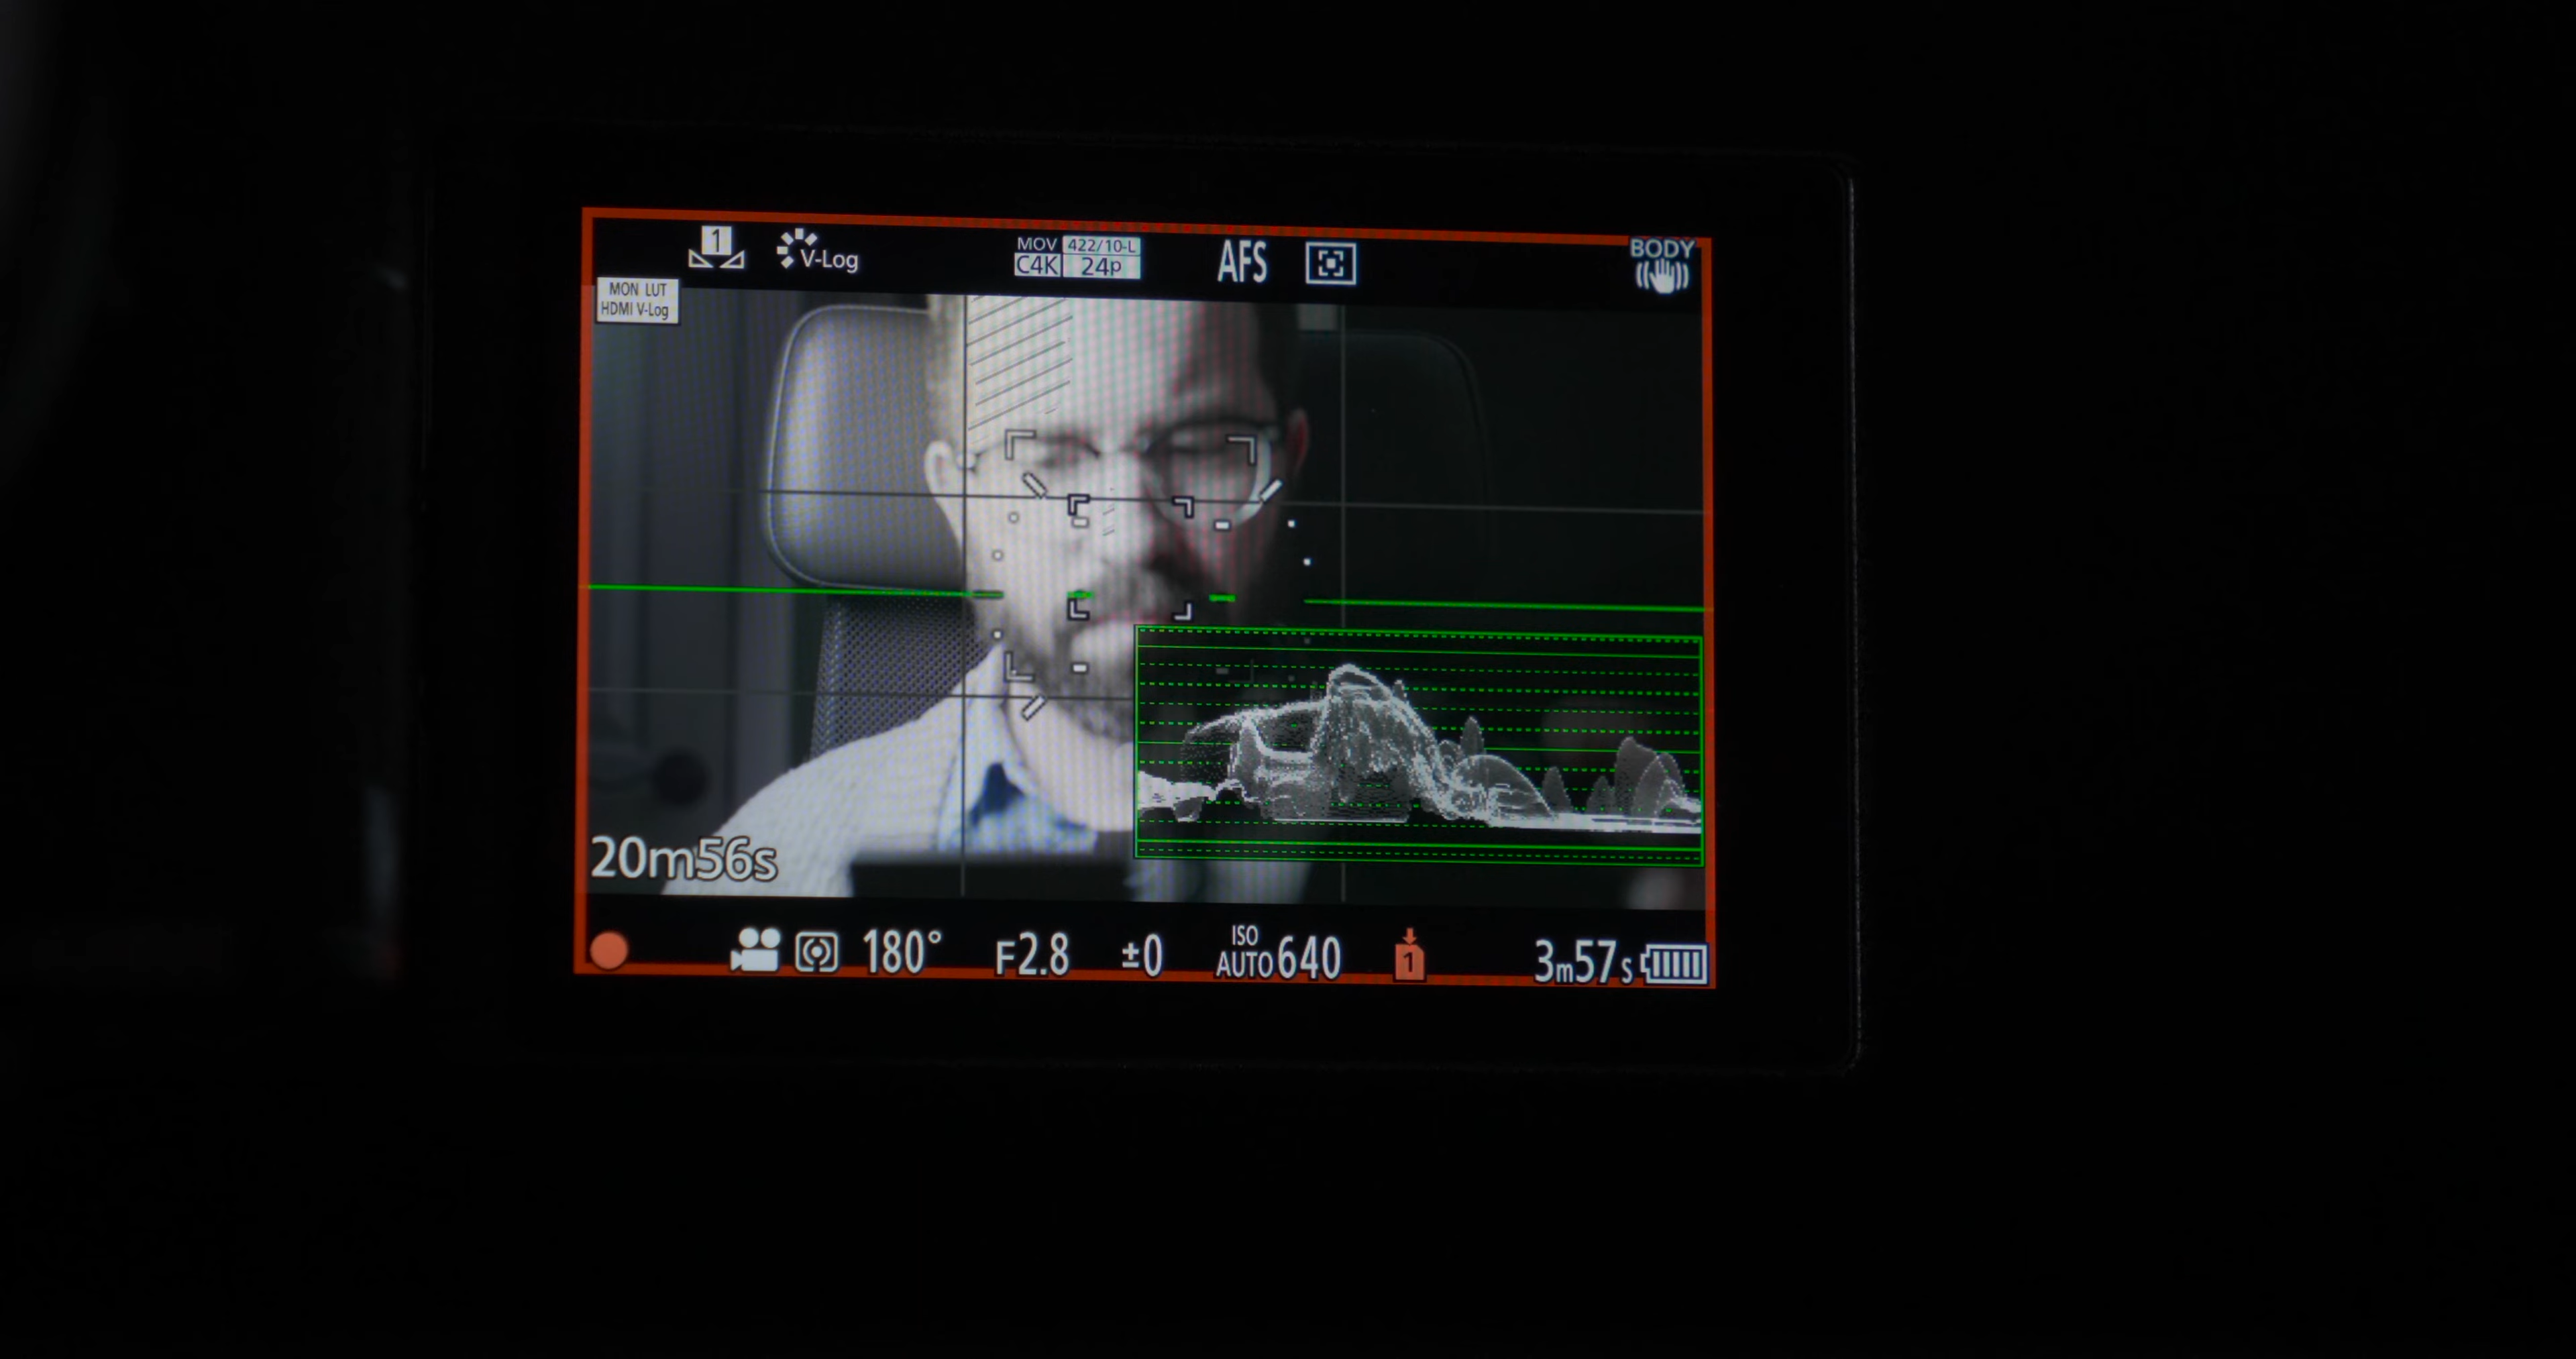 1
V-Log
MOV 422/10-L
C4K 24p
AFS
BODY
MON LUT
HDMI V-Log
20m56s
180°
F2.8
±0
ISO
AUTO 640
1
3m57s